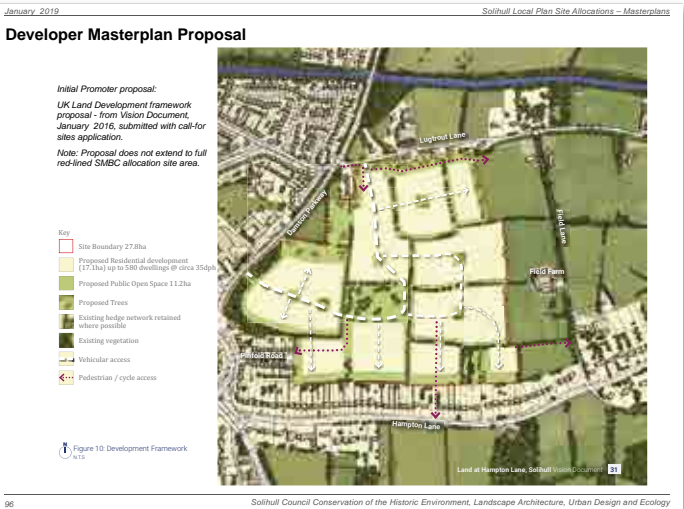 January 2019
Solihull Local Plan Site Allocations – Masterplans
Developer Masterplan Proposal
Initial Promoter proposal:
UK Land Development framework
proposal - from Vision Document,
January 2016, submitted with call-for
sites application.
Note: Proposal does not extend to full
red-lined SMBC allocation site area.
Key
Site Boundary 27.8ha
Proposed Residential development
(17.1ha) up to 580 dwellings @ circa 35dph
Proposed Public Open Space 11.2ha
Proposed Trees
Existing hedge network retained
where possible
Existing vegetation
Vehicular access
Pedestrian / cycle access
N
Figure 10: Development Framework
N.T.S
Lugtrout Lane
Damson Parkway
Field Lane
Field Farm
Pinfold Road
Hampton Lane
Land at Hampton Lane, Solihull Vision Document 31
96
Solihull Council Conservation of the Historic Environment, Landscape Architecture, Urban Design and Ecology